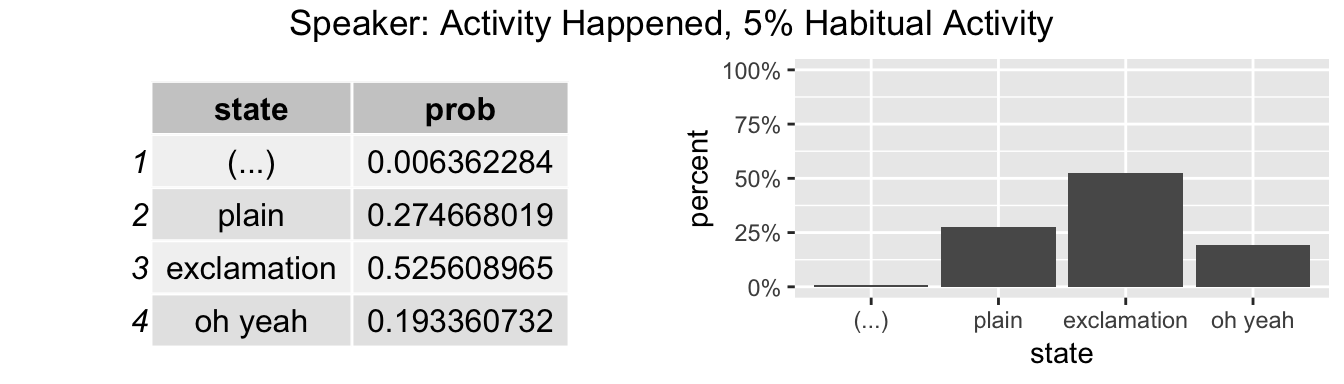 Speaker: Activity Happened, 5% Habitual Activity
state prob
1 (...) 0.006362284
2 plain 0.274668019
3 exclamation 0.525608965
4 oh yeah 0.193360732
100%
75%
50%
25%
0%
percent
(...) plain exclamation oh yeah
state